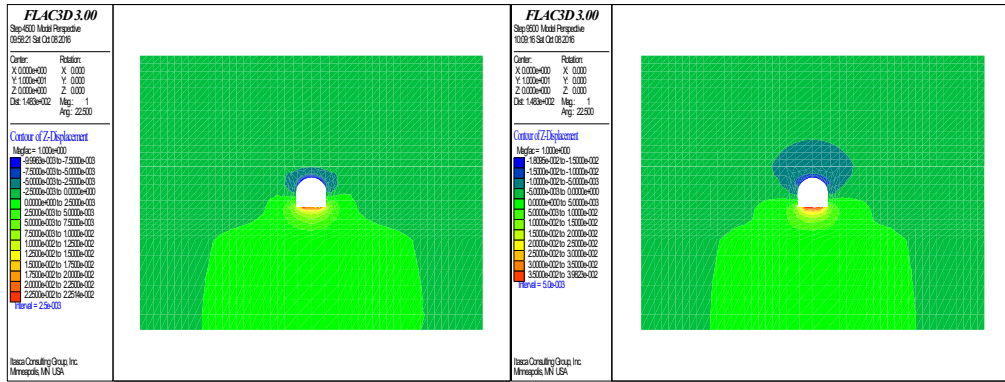 FLAC3D 3.00
Step 4500 Model Perspective
09:58:21 Sat Oct 08 2016
Center:
X: 0.000e+000
Y: 1.000e+001
Z: 0.000e+000
Dist: 1.483e+002
Rotation:
X: 0.000
Y: 0.000
Z: 0.000
Mag.: 1
Ang.: 22.500
Contour of Z-Displacement
Magfac = 1.000e+000
-9.9963e-003 to -7.5000e-003
-7.5000e-003 to -5.0000e-003
-5.0000e-003 to -2.5000e-003
-2.5000e-003 to 0.0000e+000
0.0000e+000 to 2.5000e-003
2.5000e-003 to 5.0000e-003
5.0000e-003 to 7.5000e-003
7.5000e-003 to 1.0000e-002
1.0000e-002 to 1.2500e-002
1.2500e-002 to 1.5000e-002
1.5000e-002 to 1.7500e-002
1.7500e-002 to 2.0000e-002
2.0000e-002 to 2.2500e-002
2.2500e-002 to 2.2514e-002
Interval = 2.5e-003
Itasca Consulting Group, Inc.
Minneapolis, MN USA
FLAC3D 3.00
Step 9500 Model Perspective
10:09:16 Sat Oct 08 2016
Center:
X: 0.000e+000
Y: 1.000e+001
Z: 0.000e+000
Dist: 1.483e+002
Rotation:
X: 0.000
Y: 0.000
Z: 0.000
Mag.: 1
Ang.: 22.500
Contour of Z-Displacement
Magfac = 1.000e+000
-1.8095e-002 to -1.5000e-002
-1.5000e-002 to -1.0000e-002
-1.0000e-002 to -5.0000e-003
-5.0000e-003 to 0.0000e+000
0.0000e+000 to 5.0000e-003
5.0000e-003 to 1.0000e-002
1.0000e-002 to 1.5000e-002
1.5000e-002 to 2.0000e-002
2.0000e-002 to 2.5000e-002
2.5000e-002 to 3.0000e-002
3.0000e-002 to 3.5000e-002
3.5000e-002 to 3.9823e-002
Interval = 5.0e-003
Itasca Consulting Group, Inc.
Minneapolis, MN USA